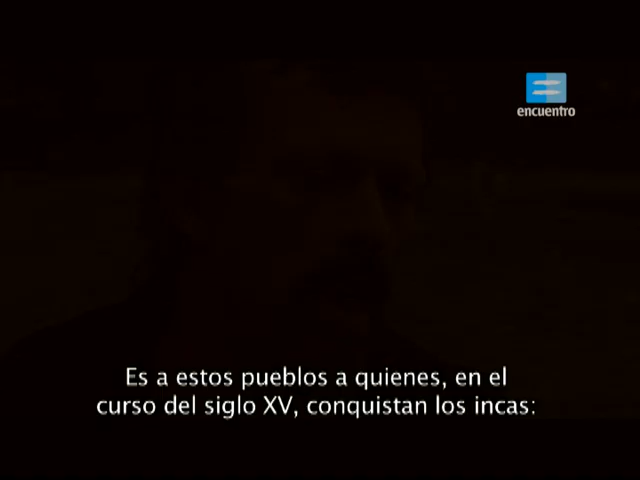 encuentro
Es a estos pueblos a quienes, en el
curso del siglo XV, conquistan los incas: